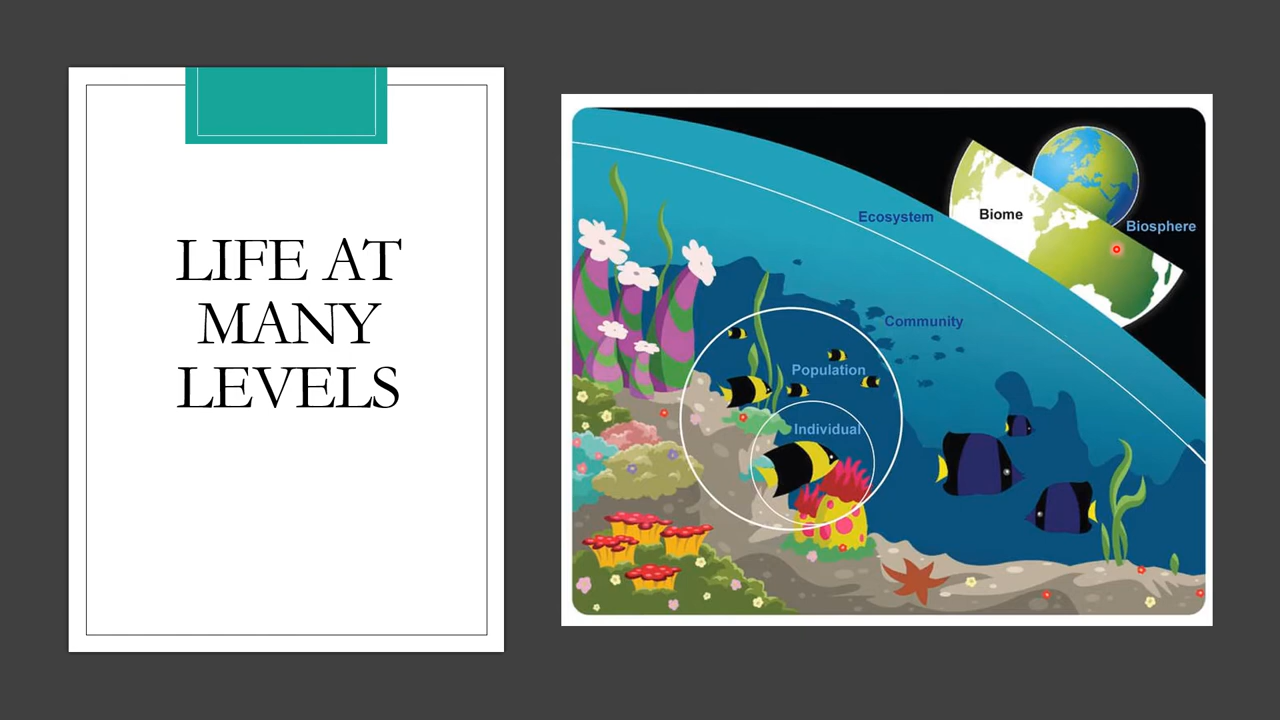 LIFE AT
MANY
LEVELS
Ecosystem
Biome
Biosphere
Community
Population
Individual